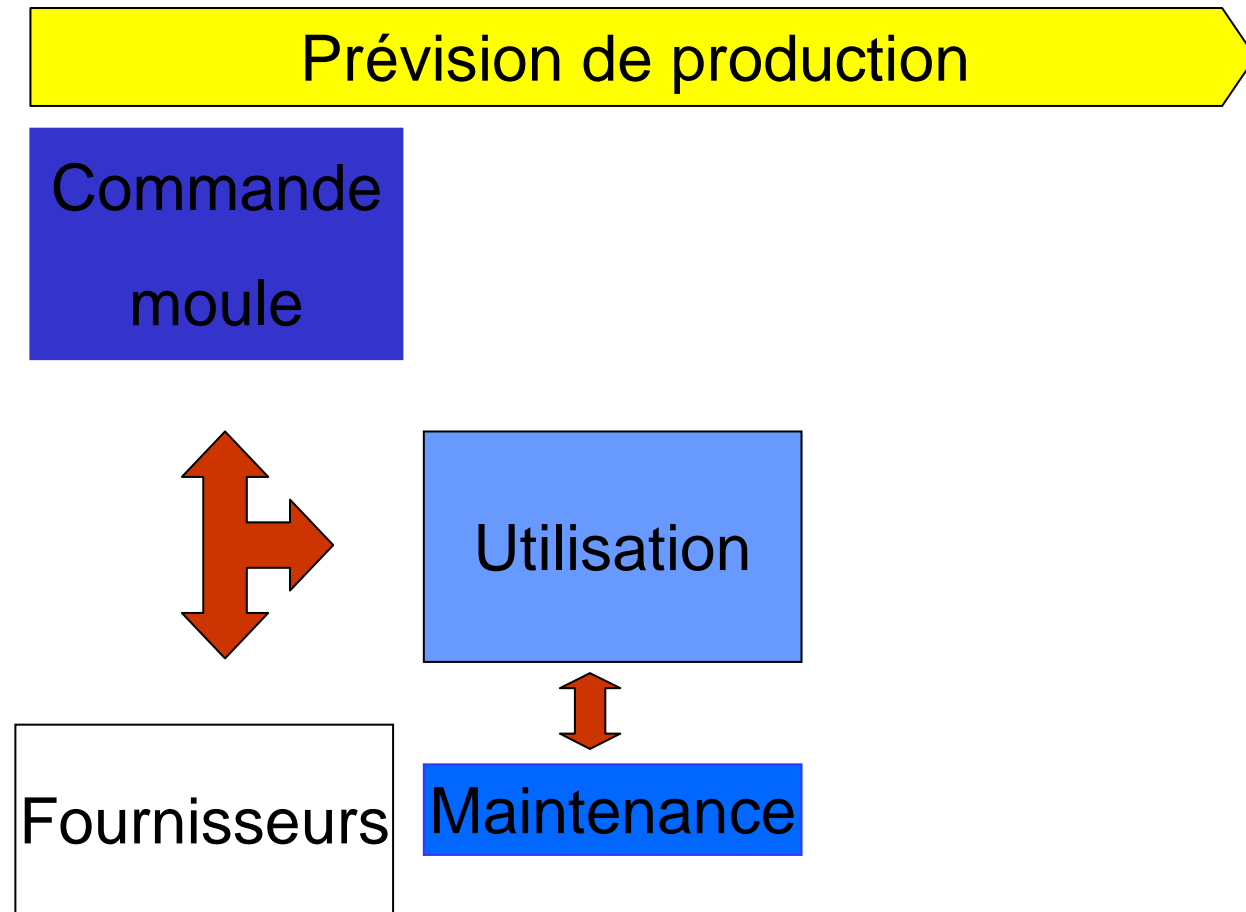 Prévision de production
Commande
moule
Utilisation
Fournisseurs
Maintenance